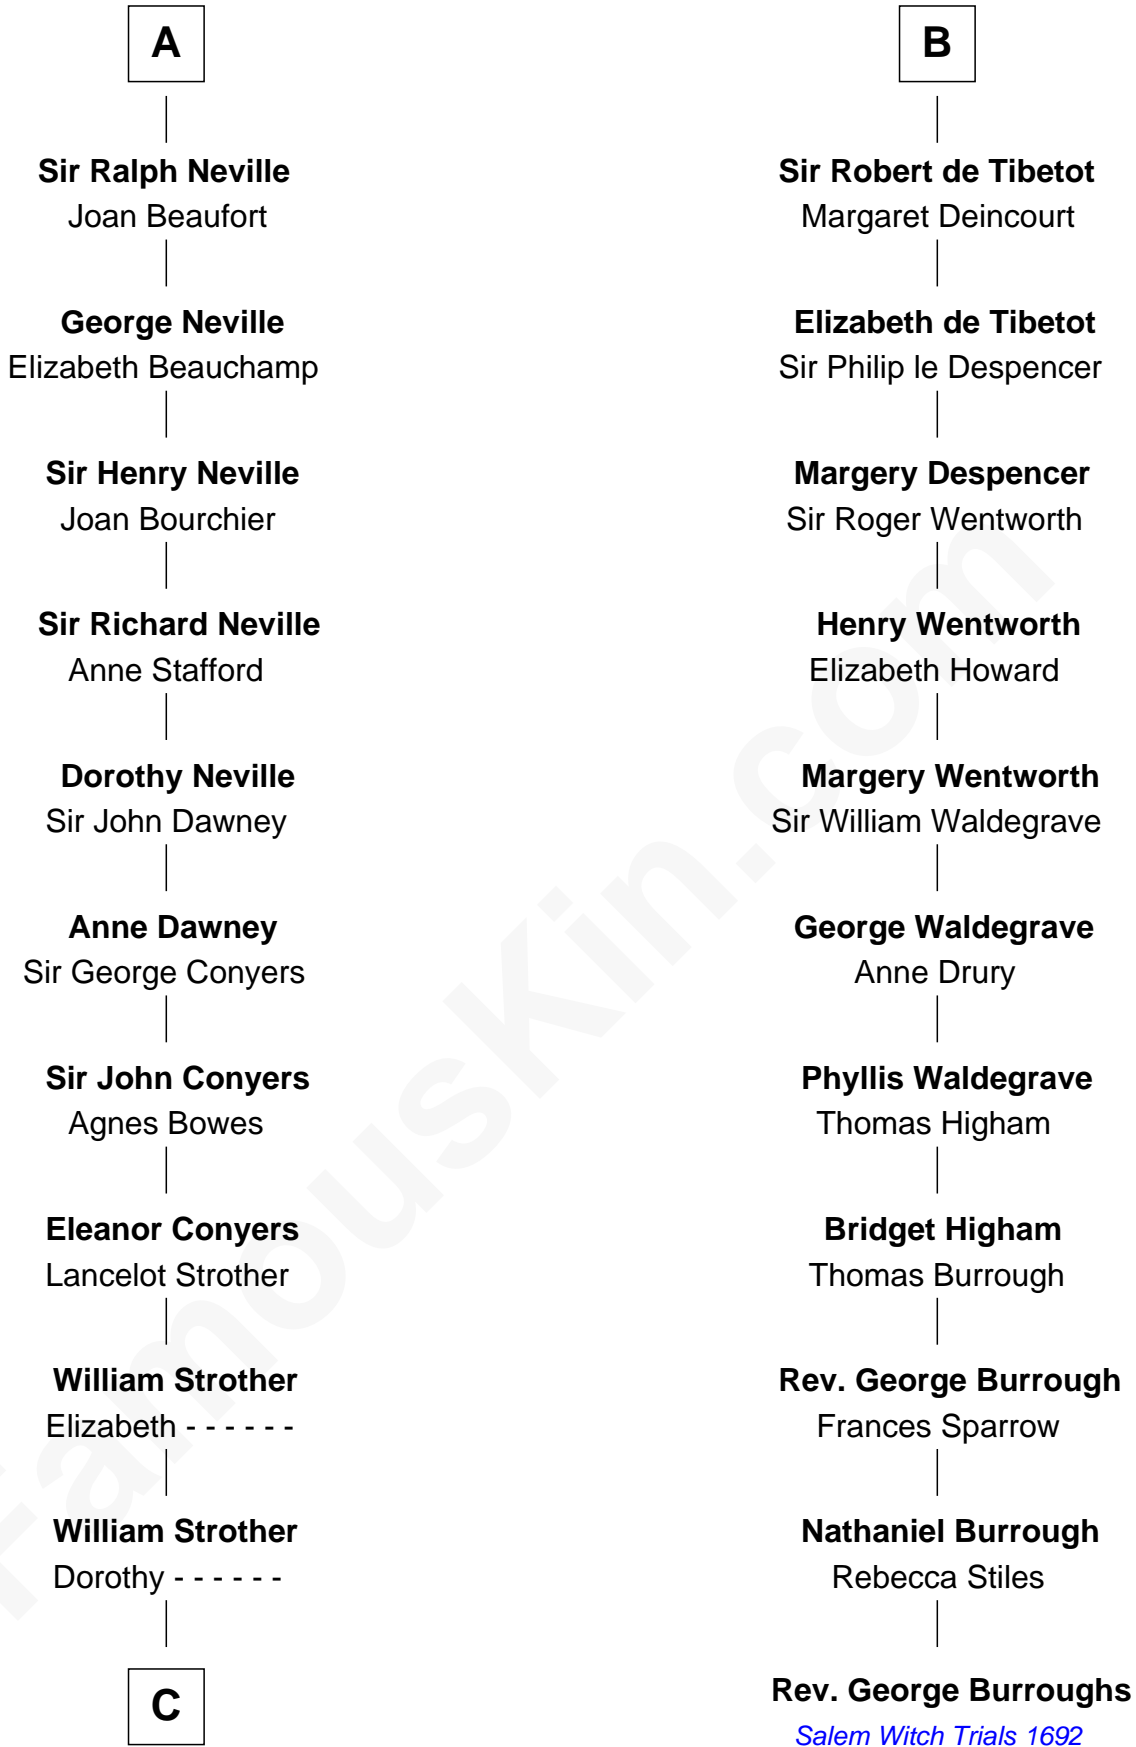 A
Sir Ralph Neville
Joan Beaufort
George Neville
Elizabeth Beauchamp
Sir Henry Neville
Joan Bourchier
Sir Richard Neville
Anne Stafford
Dorothy Neville
Sir John Dawney
Anne Dawney
Sir George Conyers
Sir John Conyers
Agnes Bowes
Eleanor Conyers
Lancelot Strother
William Strother
Elizabeth - - - - - -
William Strother
Dorothy - - - - - -
C
B
Sir Robert de Tibetot
Margaret Deincourt
Elizabeth de Tibetot
Sir Philip le Despencer
Margery Despencer
Sir Roger Wentworth
Henry Wentworth
Elizabeth Howard
Margery Wentworth
Sir William Waldegrave
George Waldegrave
Anne Drury
Phyllis Waldegrave
Thomas Higham
Bridget Higham
Thomas Burrough
Rev. George Burrough
Frances Sparrow
Nathaniel Burrough
Rebecca Stiles
Rev. George Burroughs
Salem Witch Trials 1692
FamousKin.com